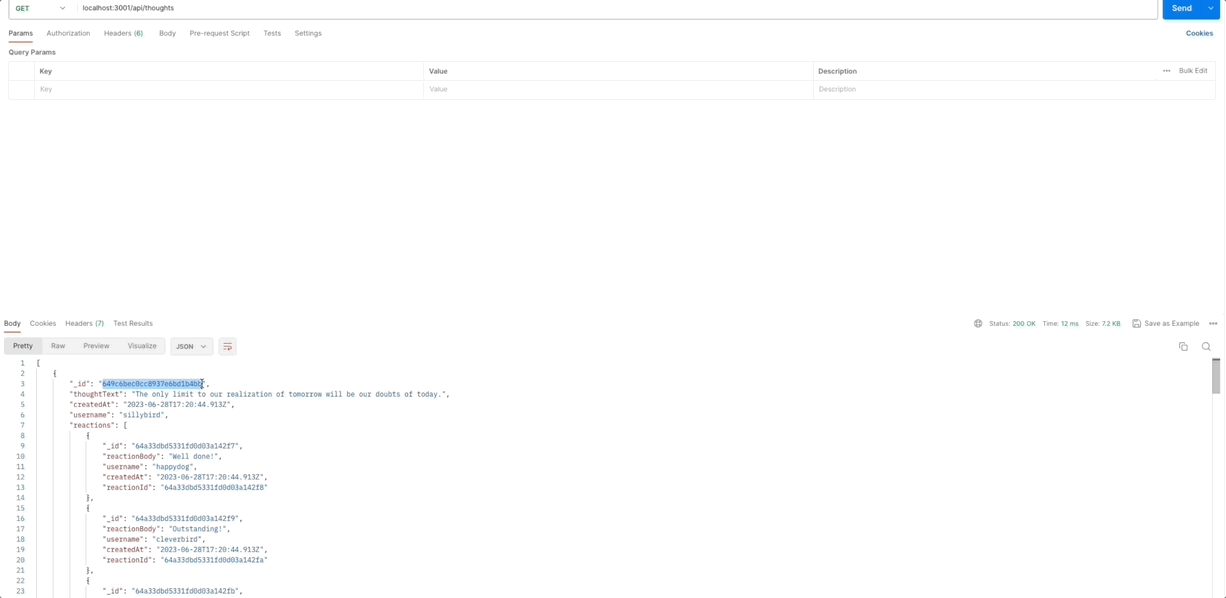 GET localhost:3001/api/thoughts Send
Params Authorization Headers (6) Body Pre-request Script Tests Settings Cookies
Query Params
Key Value Description Bulk Edit
Key Value Description
Body Cookies Headers (7) Test Results Status: 200 OK Time: 12 ms Size: 7.2 KB Save as Example
Pretty Raw Preview Visualize JSON
1 [
2 {
3 "_id": "649c6bec0cc8937e6bd1b4bb",
4 "thoughtText": "The only limit to our realization of tomorrow will be our doubts of today.",
5 "createdAt": "2023-06-28T17:20:44.913Z",
6 "username": "sillybird",
7 "reactions": [
8 {
9 "_id": "64a33dbd5331fd0d03a142f7",
10 "reactionBody": "Well done!",
11 "username": "happydog",
12 "createdAt": "2023-06-28T17:20:44.913Z",
13 "reactionId": "64a33dbd5331fd0d03a142f8"
14 },
15 {
16 "_id": "64a33dbd5331fd0d03a142f9",
17 "reactionBody": "Outstanding!",
18 "username": "cleverbird",
19 "createdAt": "2023-06-28T17:20:44.913Z",
20 "reactionId": "64a33dbd5331fd0d03a142fa"
21 },
22 {
23 "_id": "64a33dbd5331fd0d03a142fb",